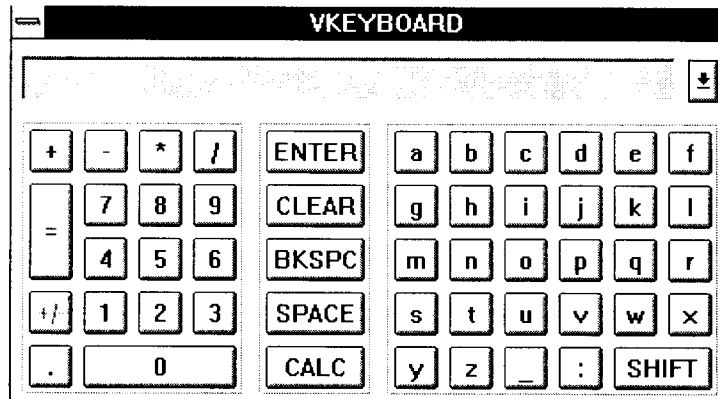 VKEYBOARD
+ - * / ENTER a b c d e f
7 8 9 CLEAR g h i j k l
= 4 5 6 BKSPC m n o p q r
+/- 1 2 3 SPACE s t u v w x
. 0 CALC y z _ : SHIFT